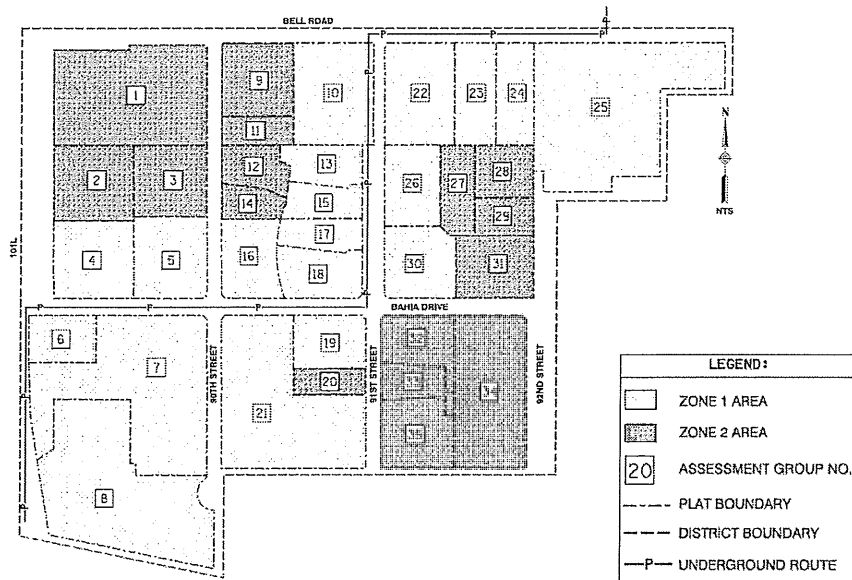 BELL ROAD
P
P
P
P
1
9
10
22
23
24
25
N
NTS
11
12
13
2
3
14
15
26
27
28
29
P
101L
4
5
16
17
18
30
31
P
P
P
P
BAHIA DRIVE
6
7
90TH STREET
19
20
21
91ST STREET
32
33
34
92ND STREET
P
8
P
LEGEND:
ZONE 1 AREA
ZONE 2 AREA
20 ASSESSMENT GROUP NO.
PLAT BOUNDARY
DISTRICT BOUNDARY
P UNDERGROUND ROUTE